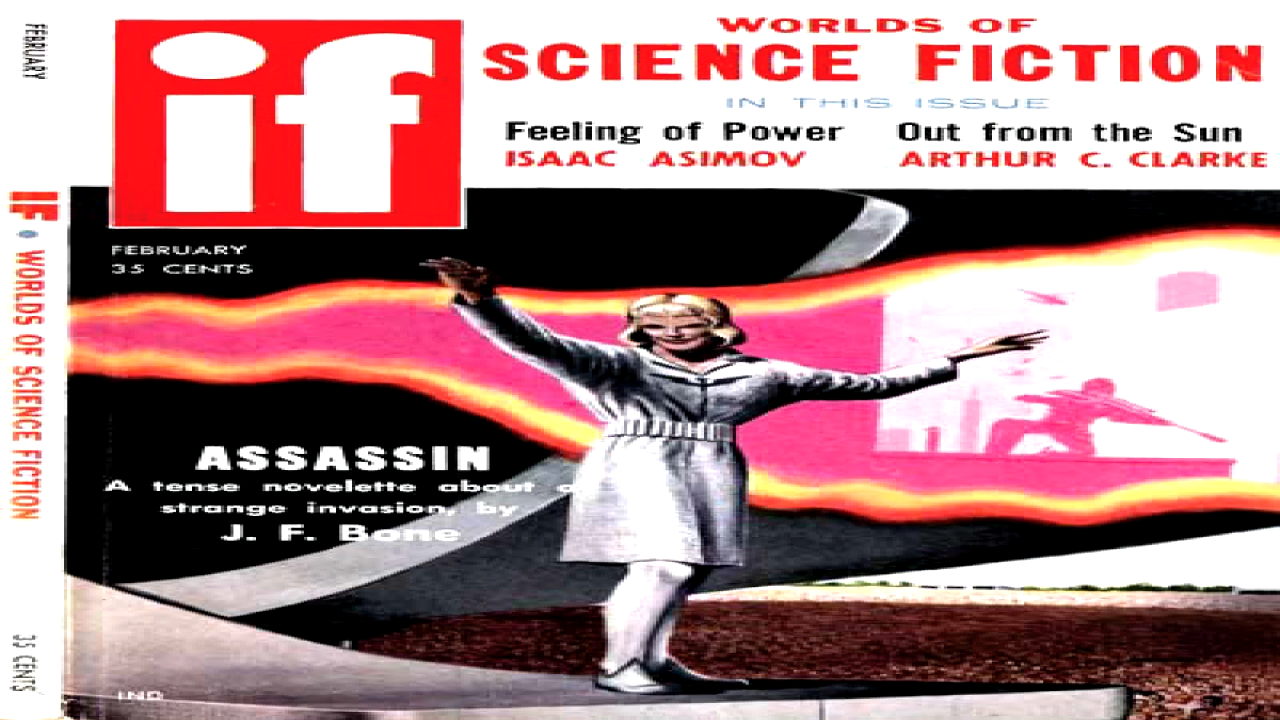 FEBRUARY
IF • WORLDS OF SCIENCE FICTION
35 CENTS
if
WORLDS OF
SCIENCE FICTION
IN THIS ISSUE
Feeling of Power
ISAAC ASIMOV
Out from the Sun
ARTHUR C. CLARKE
FEBRUARY
35 CENTS
ASSASSIN
A tense novelette about a
strange invasion, by
J. F. Bone
IND